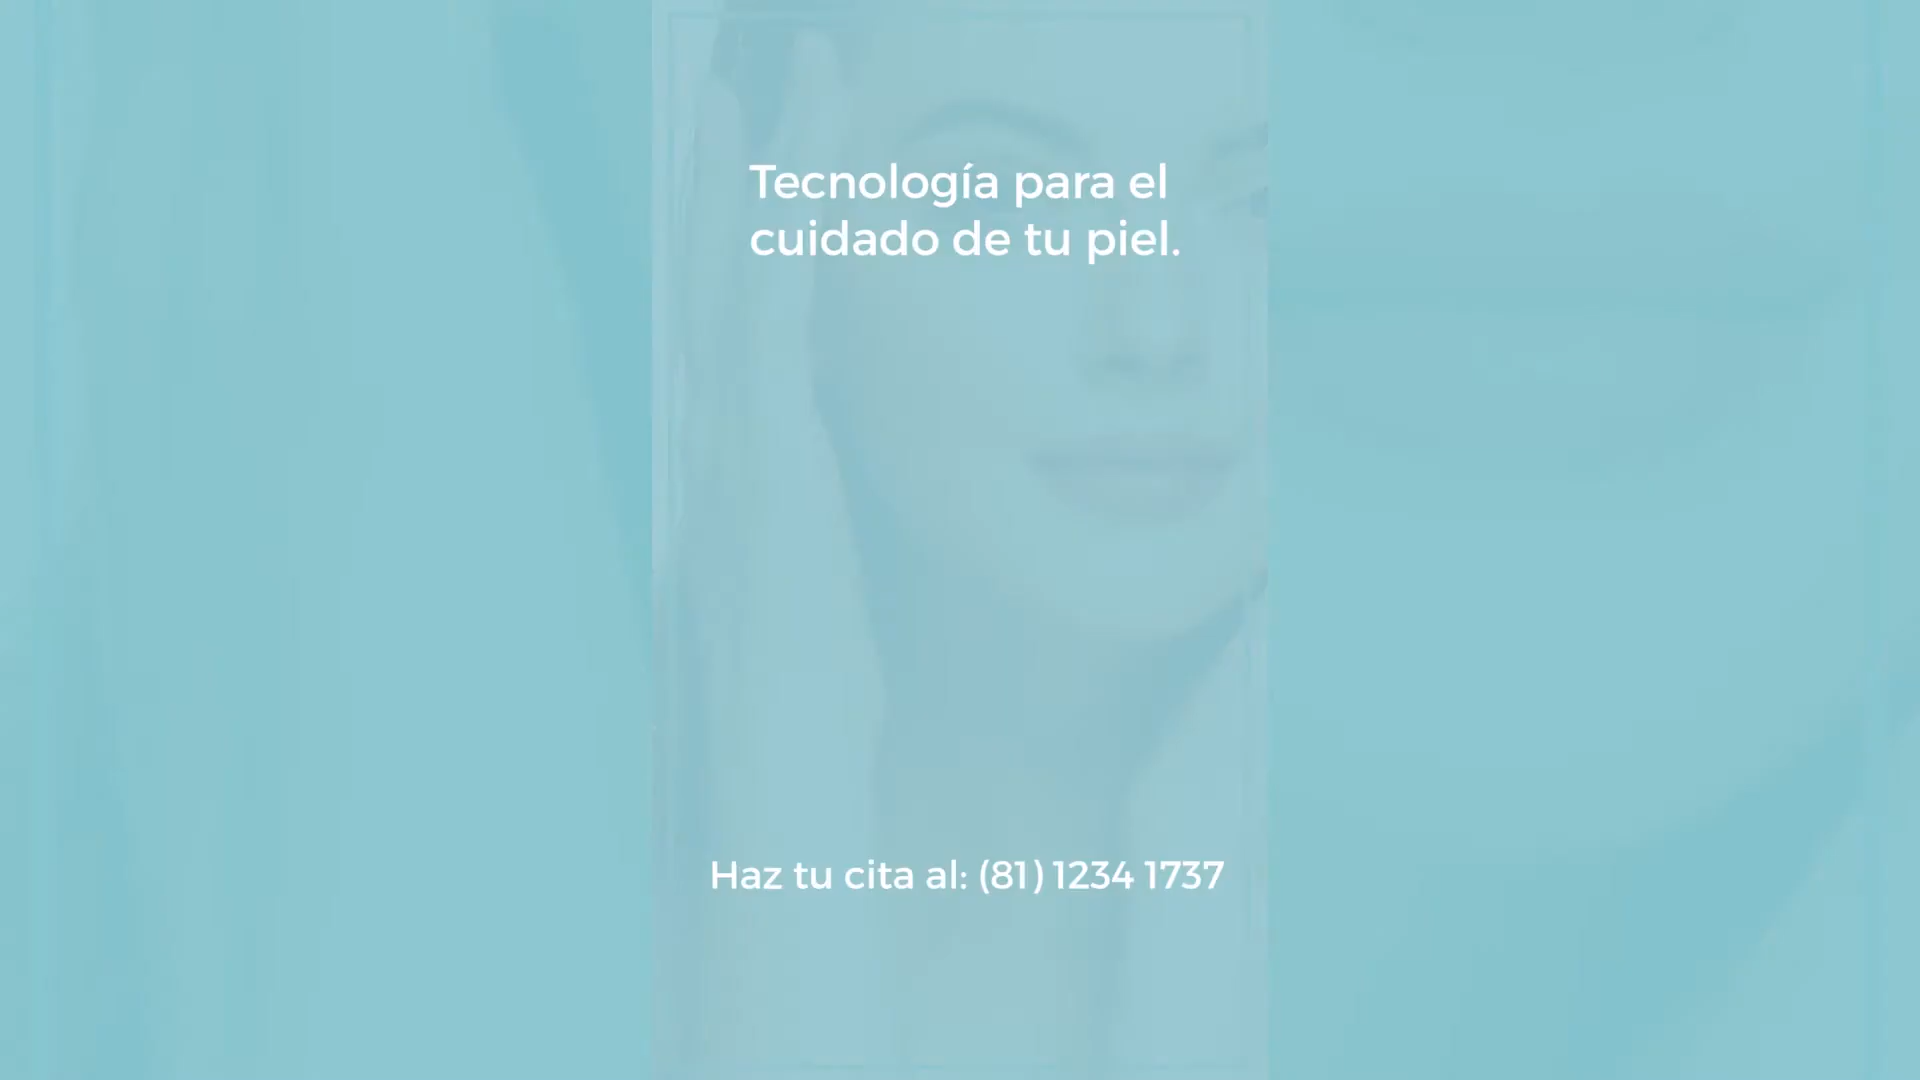 Tecnología para el
cuidado de tu piel.
Haz tu cita al: (81) 1234 1737